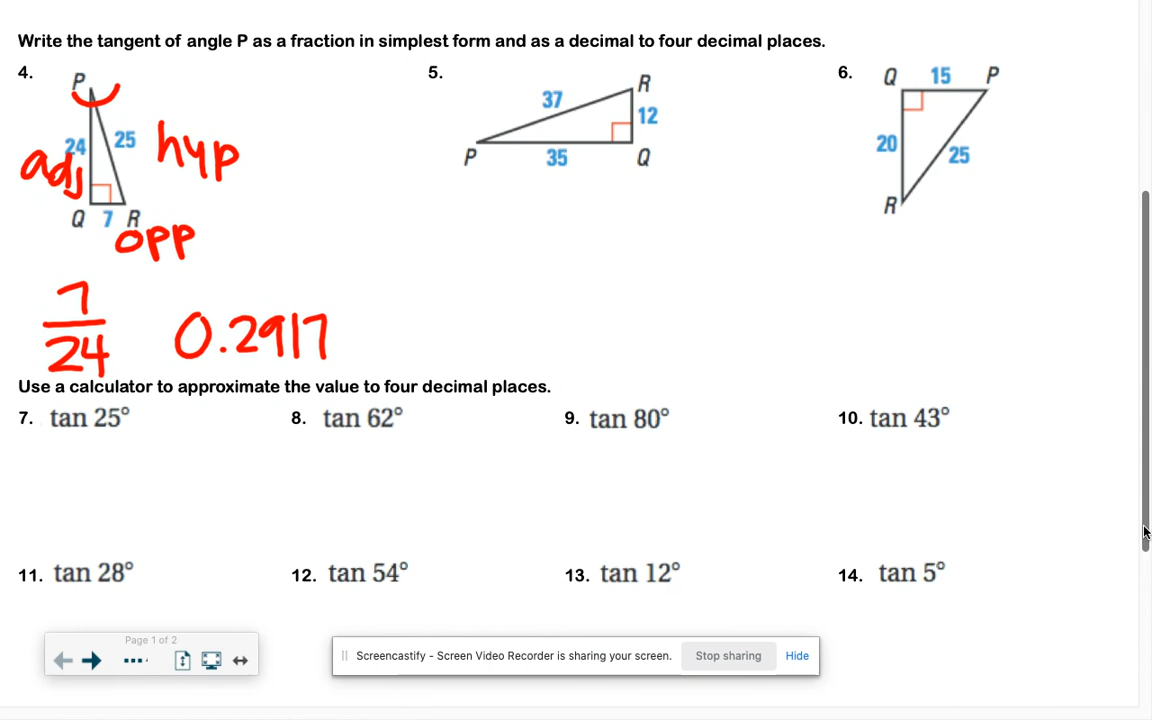 Write the tangent of angle P as a fraction in simplest form and as a decimal to four decimal places.
4.
P
24
25
adj
hyp
Q 7 R
opp
7/24 0.2917
5.
37
R
12
P
35
Q
6.
Q 15 P
20
25
R
Use a calculator to approximate the value to four decimal places.
7. tan 25° 8. tan 62° 9. tan 80° 10. tan 43°
11. tan 28° 12. tan 54° 13. tan 12° 14. tan 5°
Page 1 of 2
Screencastify - Screen Video Recorder is sharing your screen. Stop sharing Hide